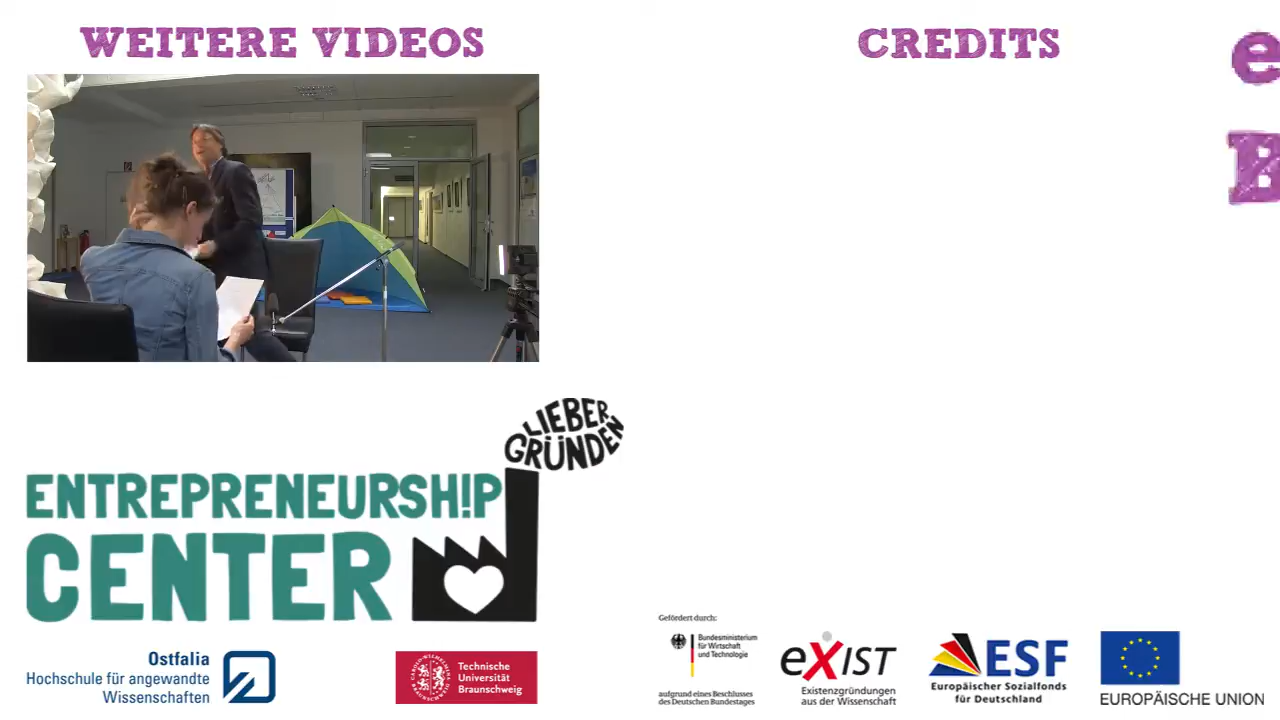 WEITERE VIDEOS
CREDITS
e
B
LIEBER
GRÜNDEN
ENTREPRENEURSH!P
CENTER
Ostfalia
Hochschule für angewandte
Wissenschaften
Technische
Universität
Braunschweig
Gefördert durch:
Bundesministerium
für Wirtschaft
und Technologie
aufgrund eines Beschlusses
des Deutschen Bundestages
eXIST
Existenzgründungen
aus der Wissenschaft
ESF
Europäischer Sozialfonds
für Deutschland
EUROPÄISCHE UNION